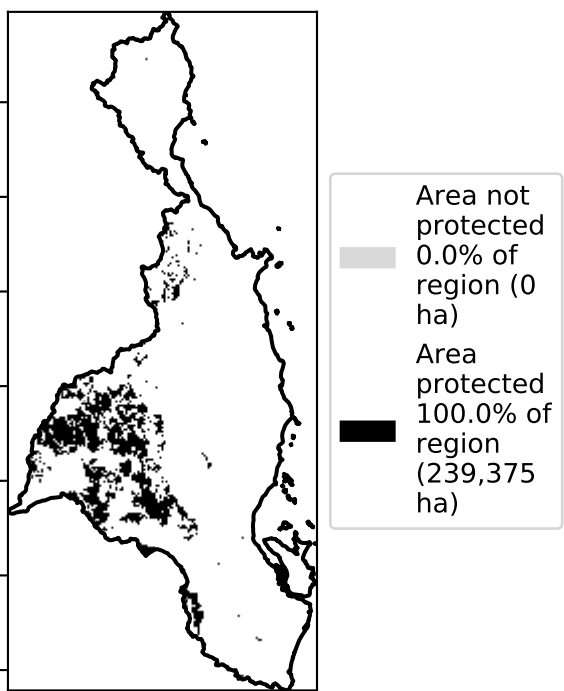 Area not
protected
0.0% of
region (0
ha)
Area
protected
100.0% of
region
(239,375
ha)